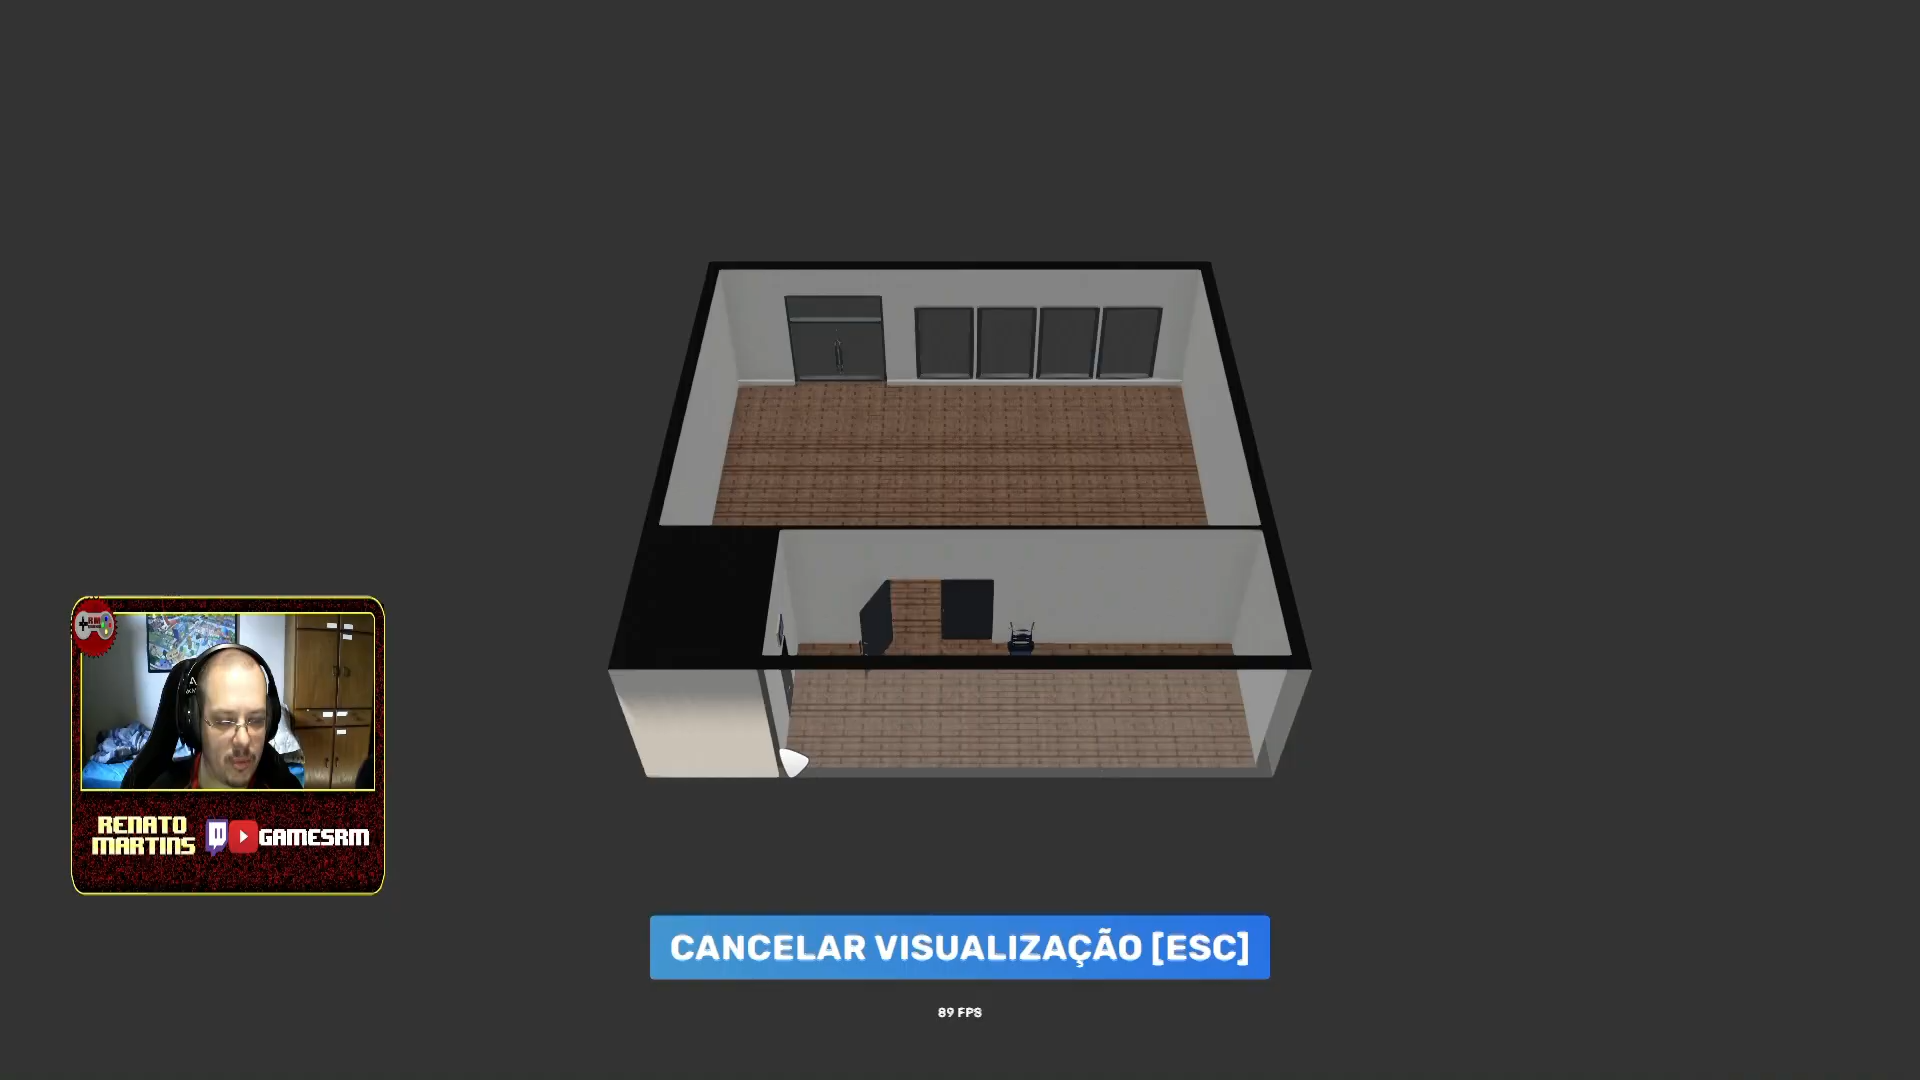 RENATO
MARTINS
GAMESRM
CANCELAR VISUALIZAÇÃO [ESC]
89 FPS